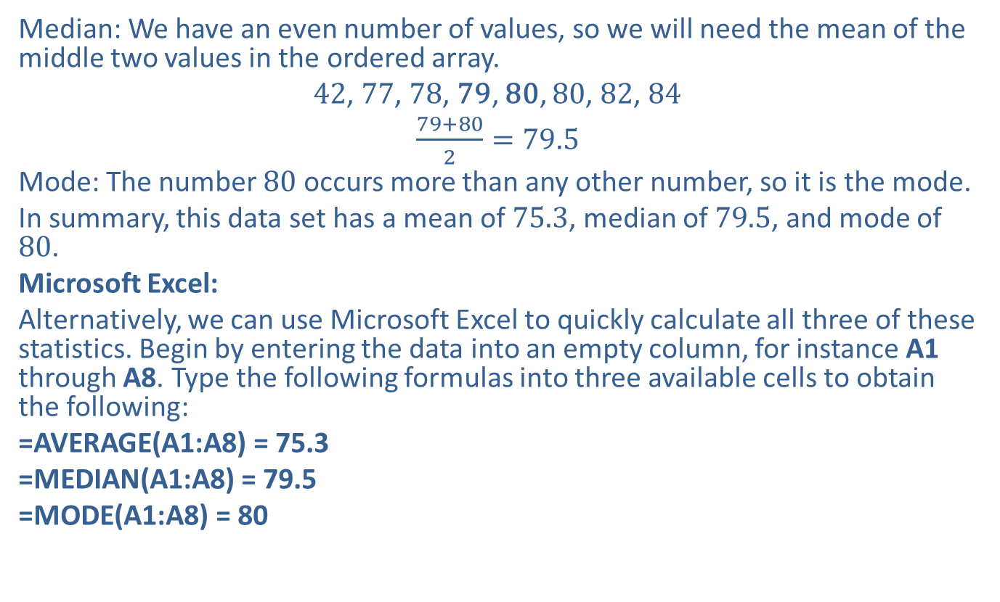 Median: We have an even number of values, so we will need the mean of the
middle two values in the ordered array.
42, 77, 78, 79, 80, 80, 82, 84
79+80
2
= 79.5
Mode: The number 80 occurs more than any other number, so it is the mode.
In summary, this data set has a mean of 75.3, median of 79.5, and mode of
80.
Microsoft Excel:
Alternatively, we can use Microsoft Excel to quickly calculate all three of these
statistics. Begin by entering the data into an empty column, for instance A1
through A8. Type the following formulas into three available cells to obtain
the following:
=AVERAGE(A1:A8) = 75.3
=MEDIAN(A1:A8) = 79.5
=MODE(A1:A8) = 80